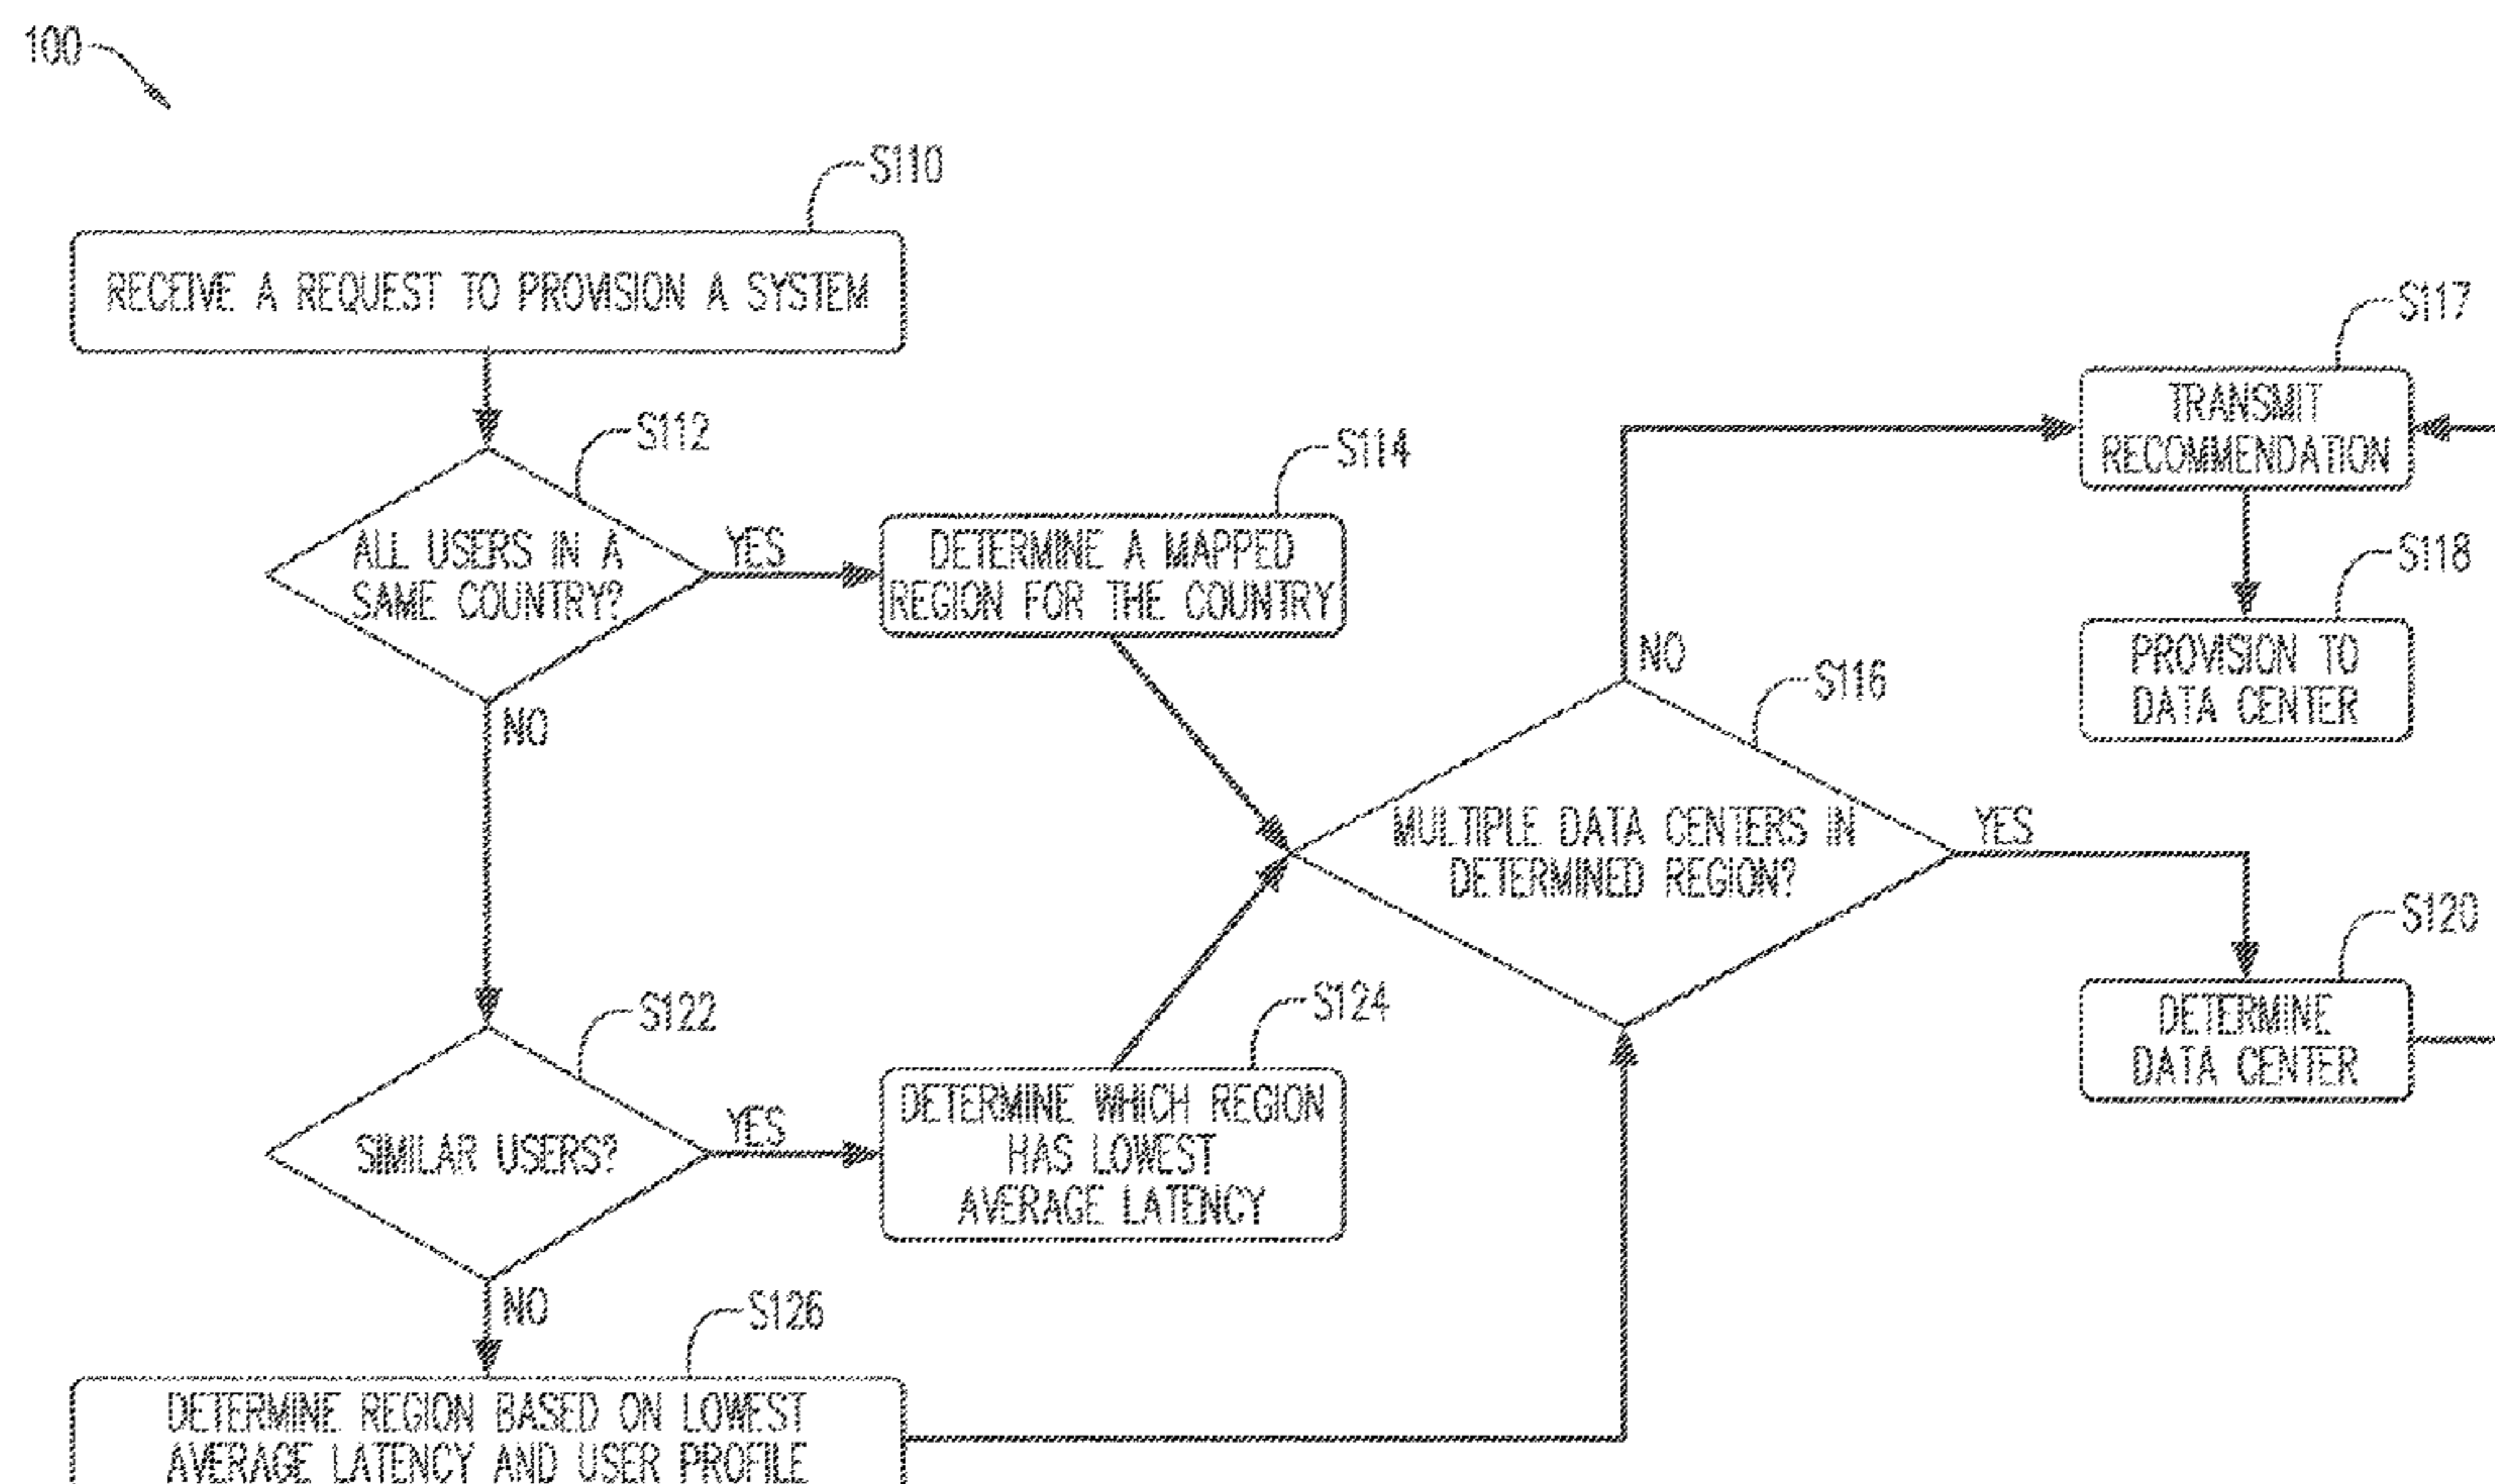 100
S110
RECEIVE A REQUEST TO PROVISION A SYSTEM
S112
ALL USERS IN A
SAME COUNTRY?
YES
NO
S114
DETERMINE A MAPPED
REGION FOR THE COUNTRY
S117
TRANSMIT
RECOMMENDATION
S118
PROVISION TO
DATA CENTER
NO
S116
MULTIPLE DATA CENTERS IN
DETERMINED REGION?
YES
S120
DETERMINE
DATA CENTER
S122
SIMILAR USERS?
YES
NO
S124
DETERMINE WHICH REGION
HAS LOWEST
AVERAGE LATENCY
S126
DETERMINE REGION BASED ON LOWEST
AVERAGE LATENCY AND USER PROFILE